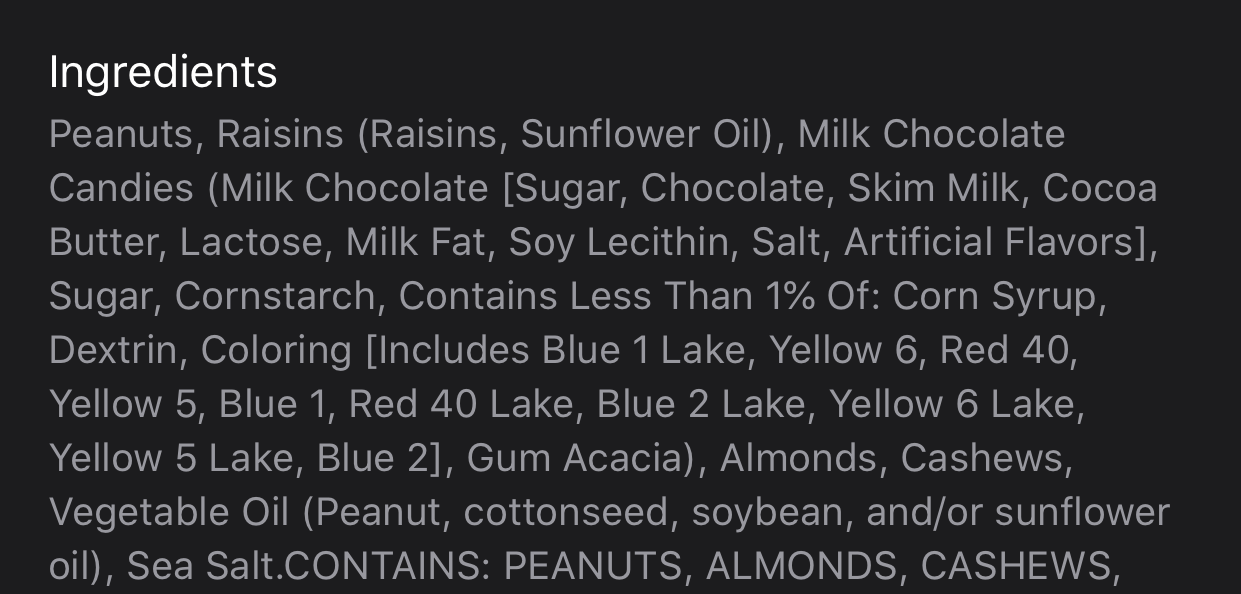 Ingredients
Peanuts, Raisins (Raisins, Sunflower Oil), Milk Chocolate
Candies (Milk Chocolate [Sugar, Chocolate, Skim Milk, Cocoa
Butter, Lactose, Milk Fat, Soy Lecithin, Salt, Artificial Flavors],
Sugar, Cornstarch, Contains Less Than 1% Of: Corn Syrup,
Dextrin, Coloring [Includes Blue 1 Lake, Yellow 6, Red 40,
Yellow 5, Blue 1, Red 40 Lake, Blue 2 Lake, Yellow 6 Lake,
Yellow 5 Lake, Blue 2], Gum Acacia), Almonds, Cashews,
Vegetable Oil (Peanut, cottonseed, soybean, and/or sunflower
oil), Sea Salt.CONTAINS: PEANUTS, ALMONDS, CASHEWS,